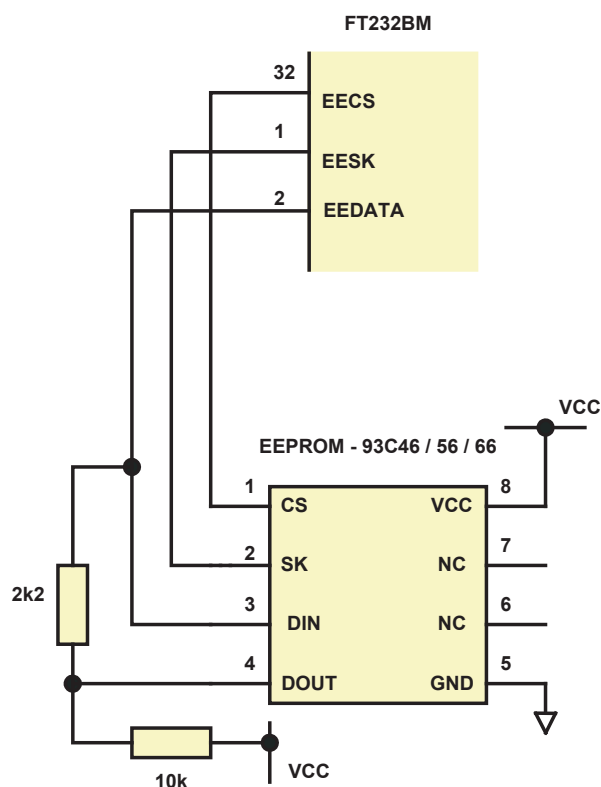 FT232BM
32
EECS
1
EESK
2
EEDATA
VCC
EEPROM - 93C46 / 56 / 66
1
CS
VCC
8
2
SK
NC
7
2k2
3
DIN
NC
6
4
DOUT
GND
5
VCC
10k